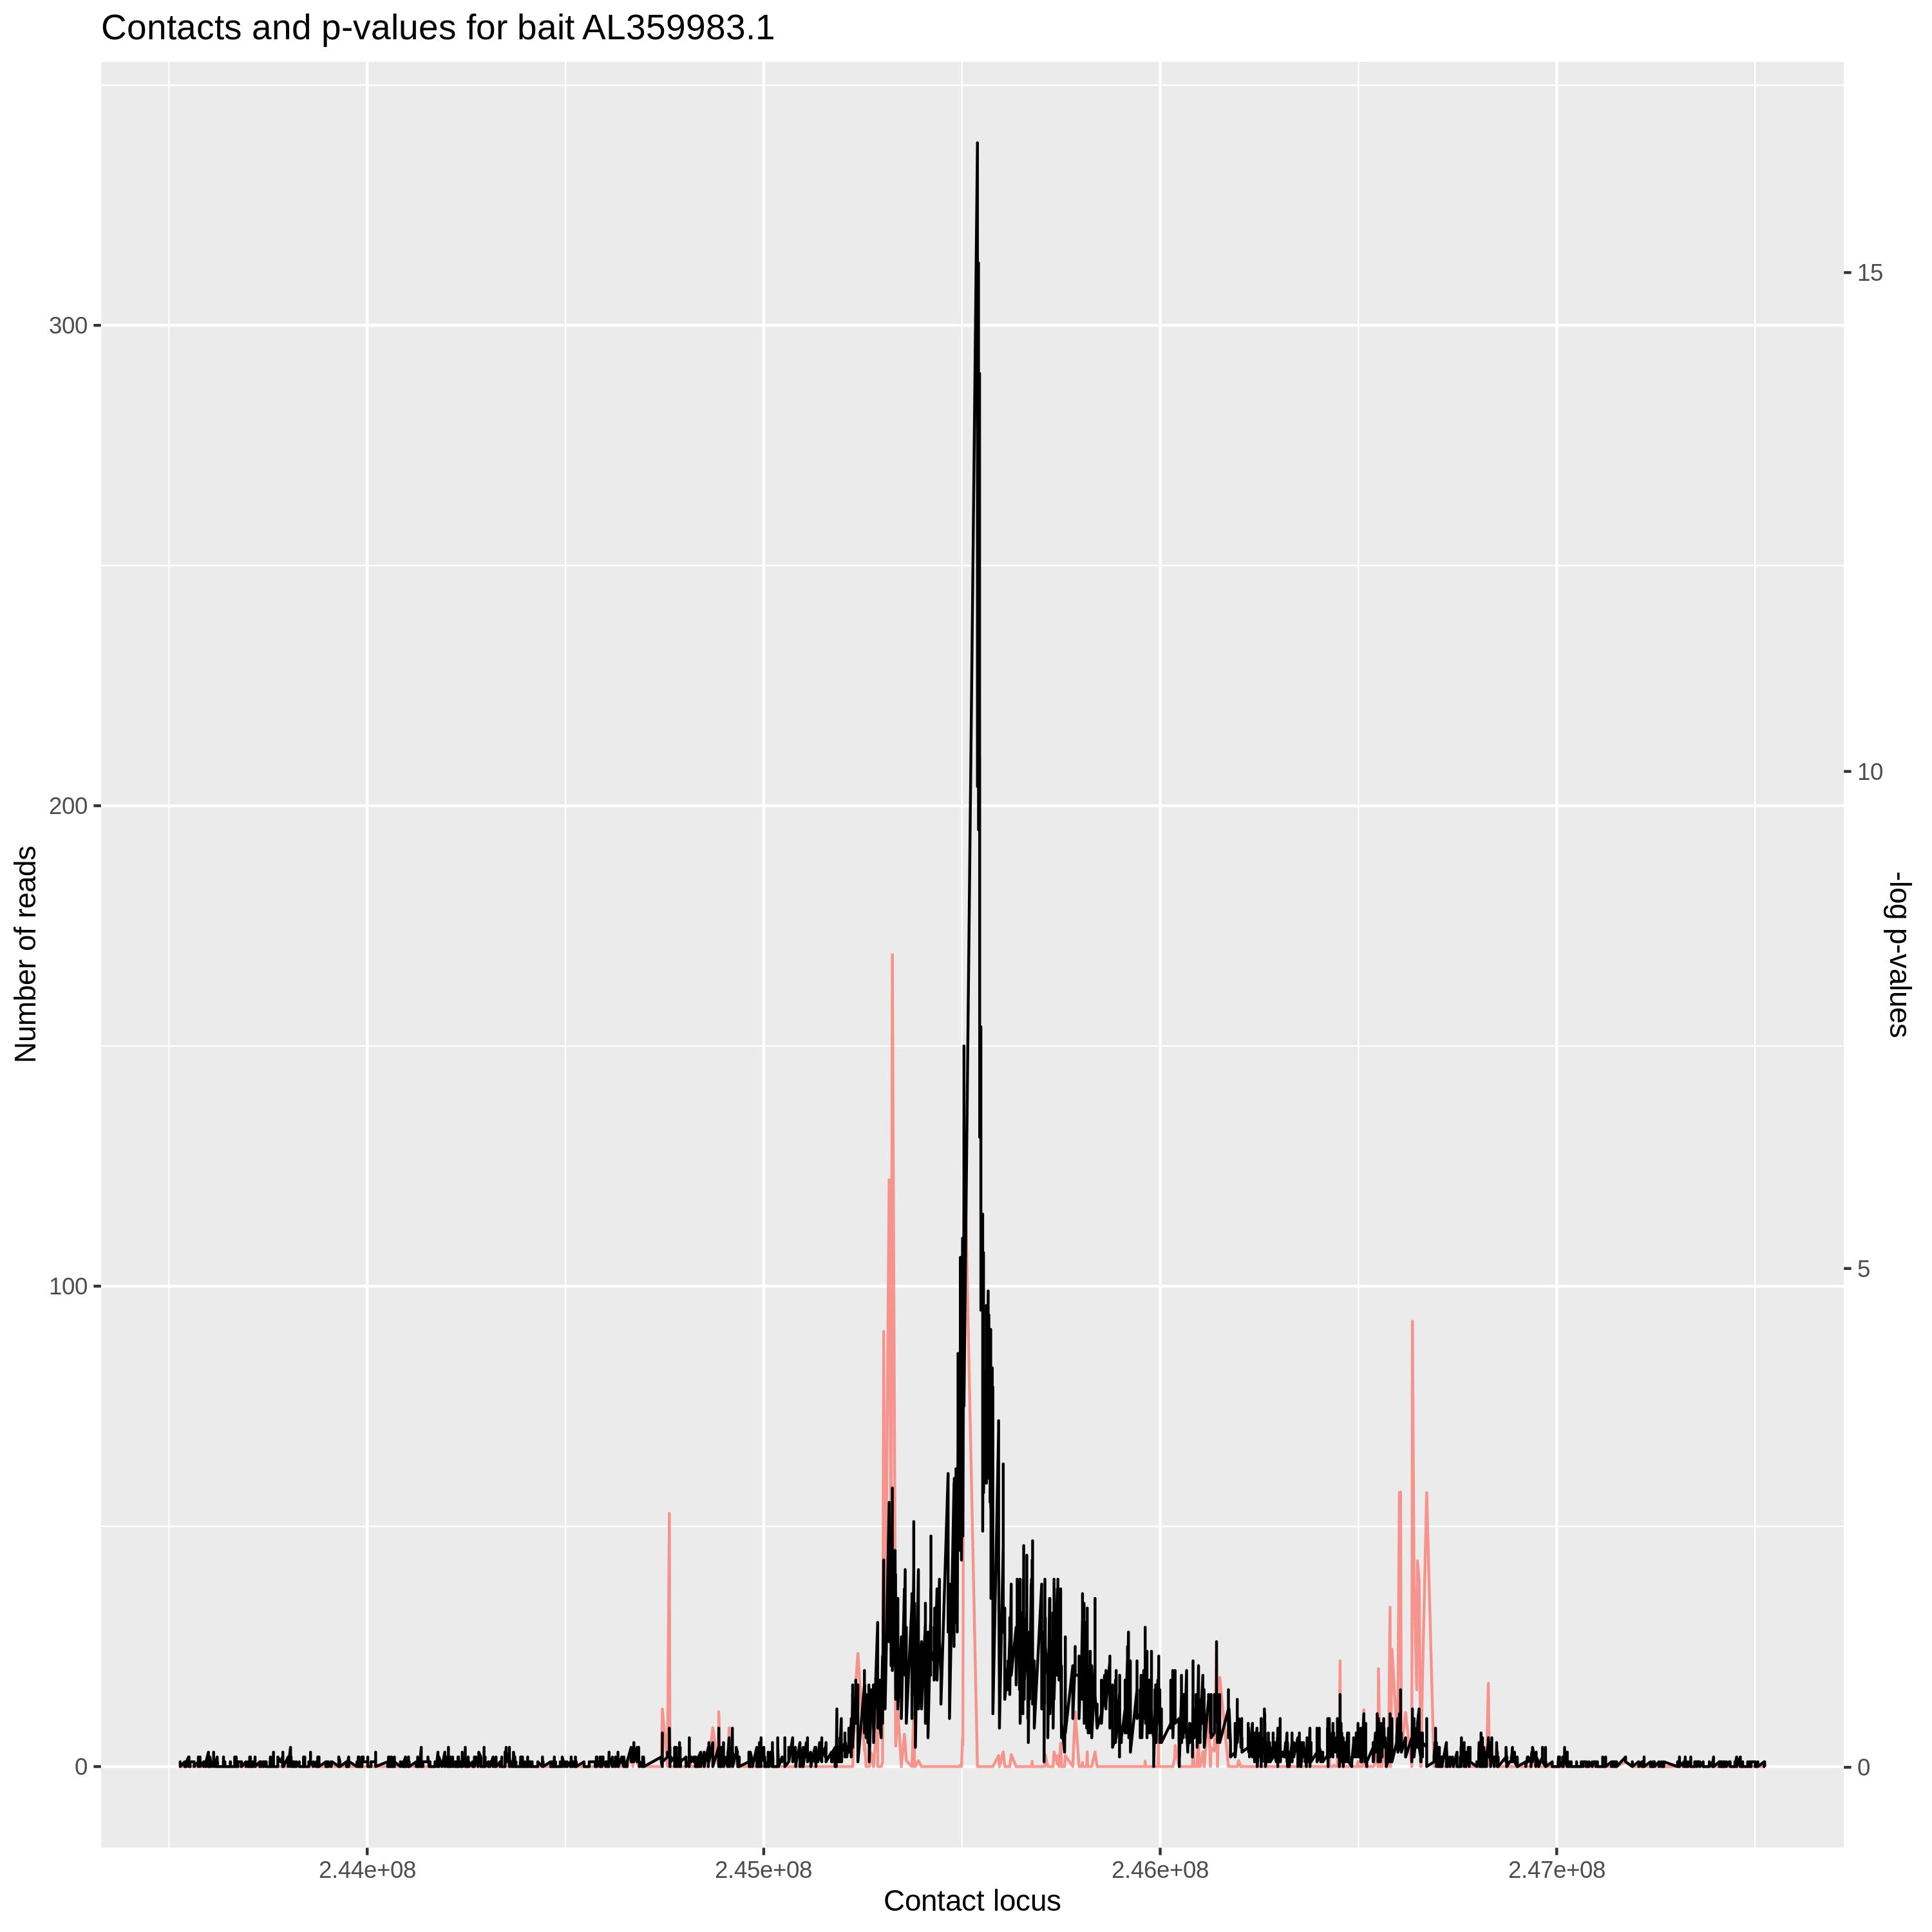 Contacts and p-values for bait AL359983.1
300
200
100
0
15
10
5
0
Number of reads
-log p-values
2.44e+08 2.45e+08 2.46e+08 2.47e+08
Contact locus